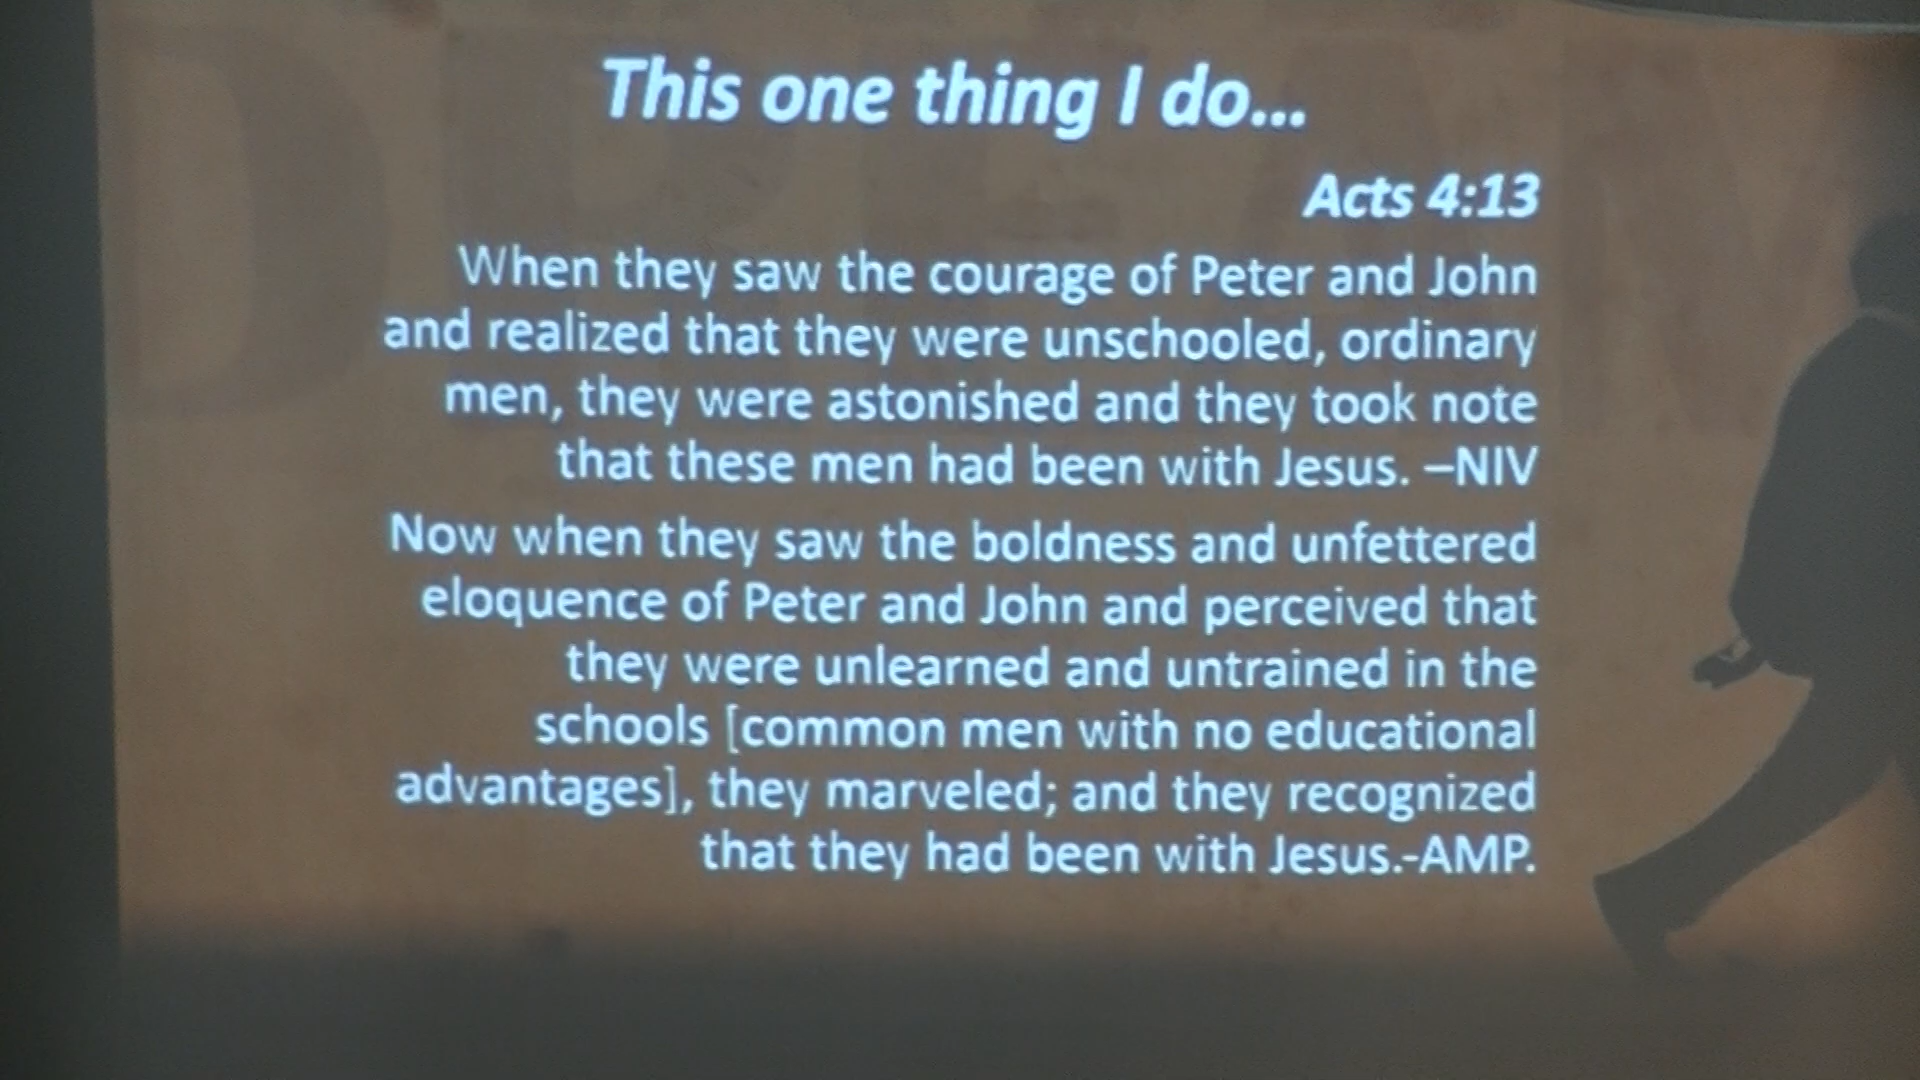 This one thing I do...
Acts 4:13
When they saw the courage of Peter and John
and realized that they were unschooled, ordinary
men, they were astonished and they took note
that these men had been with Jesus. –NIV
Now when they saw the boldness and unfettered
eloquence of Peter and John and perceived that
they were unlearned and untrained in the
schools [common men with no educational
advantages], they marveled; and they recognized
that they had been with Jesus.-AMP.